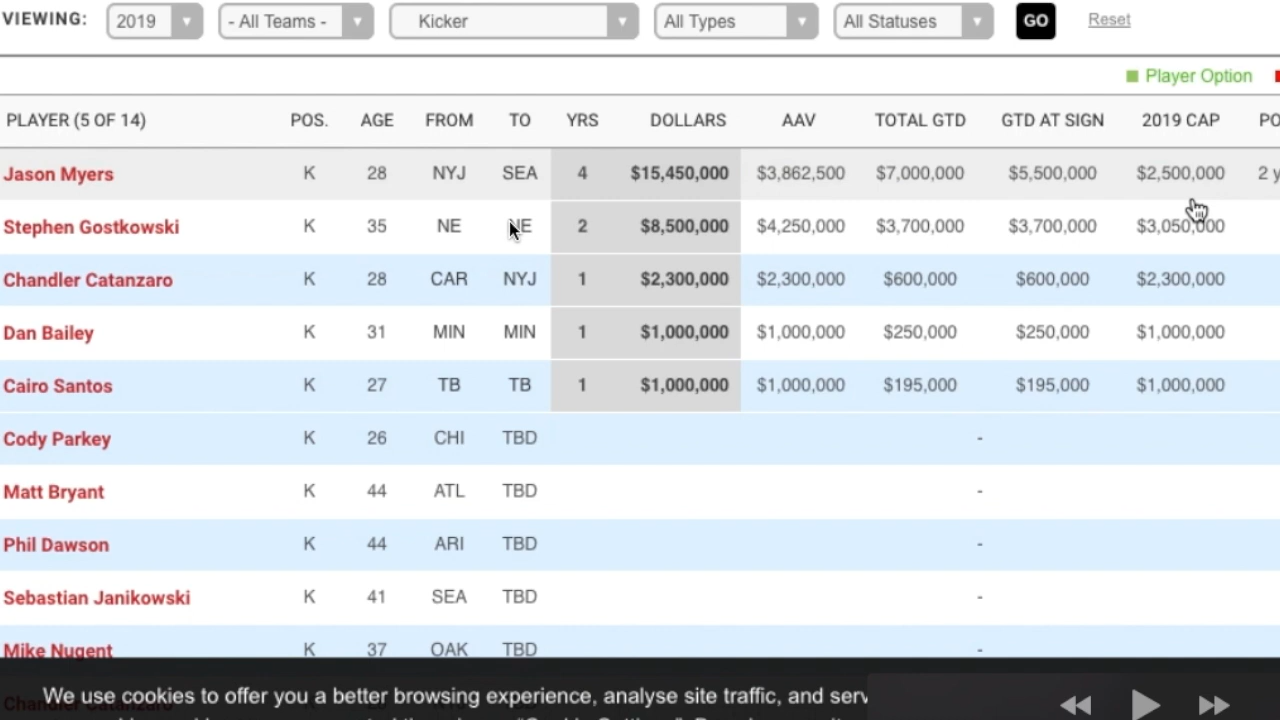 VIEWING: 2019 - All Teams - Kicker All Types All Statuses GO Reset
Player Option
PLAYER (5 OF 14) POS. AGE FROM TO YRS DOLLARS AAV TOTAL GTD GTD AT SIGN 2019 CAP PO
Jason Myers K 28 NYJ SEA 4 $15,450,000 $3,862,500 $7,000,000 $5,500,000 $2,500,000 2 y
Stephen Gostkowski K 35 NE NE 2 $8,500,000 $4,250,000 $3,700,000 $3,700,000 $3,050,000
Chandler Catanzaro K 28 CAR NYJ 1 $2,300,000 $2,300,000 $600,000 $600,000 $2,300,000
Dan Bailey K 31 MIN MIN 1 $1,000,000 $1,000,000 $250,000 $250,000 $1,000,000
Cairo Santos K 27 TB TB 1 $1,000,000 $1,000,000 $195,000 $195,000 $1,000,000
Cody Parkey K 26 CHI TBD -
Matt Bryant K 44 ATL TBD -
Phil Dawson K 44 ARI TBD -
Sebastian Janikowski K 41 SEA TBD -
Mike Nugent K 37 OAK TBD -
We use cookies to offer you a better browsing experience, analyse site traffic, and serv